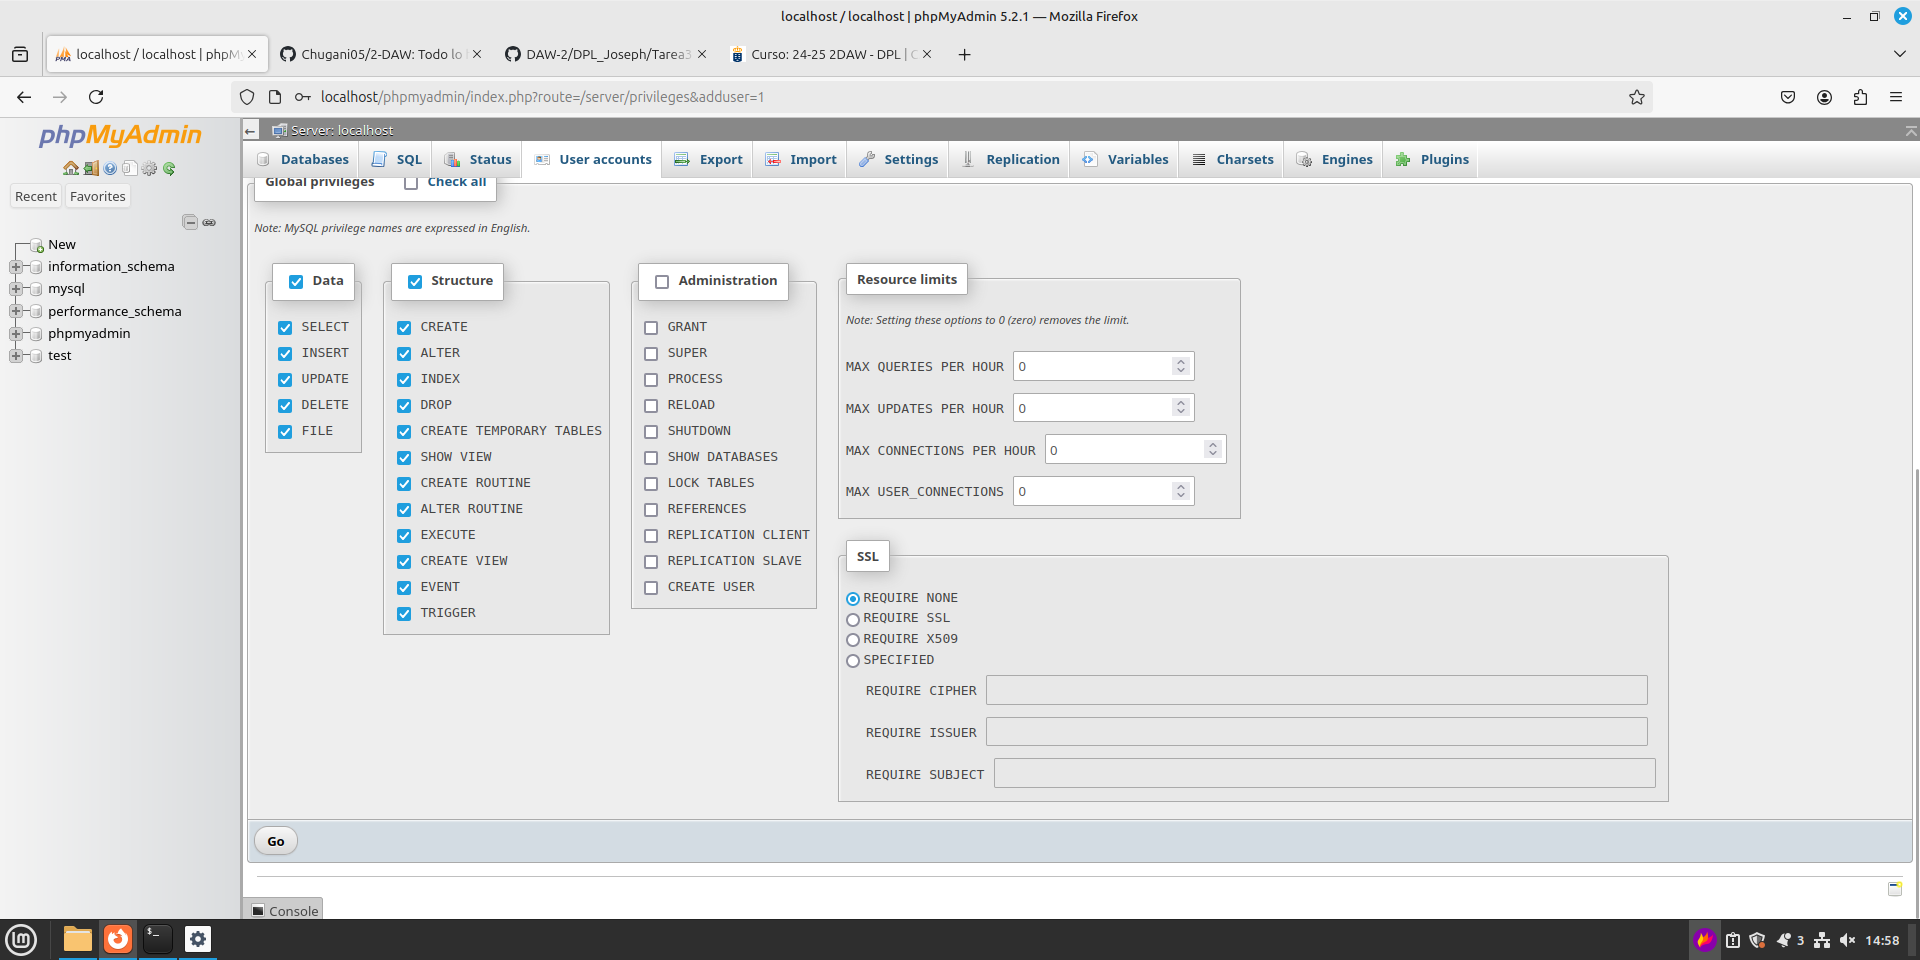 localhost / localhost | phpMyAdmin 5.2.1 — Mozilla Firefox
localhost / localhost | phpM
Chugani05/2-DAW: Todo lo
DAW-2/DPL_Joseph/Tarea3
Curso: 24-25 2DAW - DPL | C
localhost/phpmyadmin/index.php?route=/server/privileges&adduser=1
phpMyAdmin
Recent
Favorites
New
information_schema
mysql
performance_schema
phpmyadmin
test
Server: localhost
Databases
SQL
Status
User accounts
Export
Import
Settings
Replication
Variables
Charsets
Engines
Plugins
Global privileges
Check all
Note: MySQL privilege names are expressed in English.
Data
SELECT
INSERT
UPDATE
DELETE
FILE
Structure
CREATE
ALTER
INDEX
DROP
CREATE TEMPORARY TABLES
SHOW VIEW
CREATE ROUTINE
ALTER ROUTINE
EXECUTE
CREATE VIEW
EVENT
TRIGGER
Administration
GRANT
SUPER
PROCESS
RELOAD
SHUTDOWN
SHOW DATABASES
LOCK TABLES
REFERENCES
REPLICATION CLIENT
REPLICATION SLAVE
CREATE USER
Resource limits
Note: Setting these options to 0 (zero) removes the limit.
MAX QUERIES PER HOUR 0
MAX UPDATES PER HOUR 0
MAX CONNECTIONS PER HOUR 0
MAX USER_CONNECTIONS 0
SSL
REQUIRE NONE
REQUIRE SSL
REQUIRE X509
SPECIFIED
REQUIRE CIPHER
REQUIRE ISSUER
REQUIRE SUBJECT
Go
Console
3
14:58